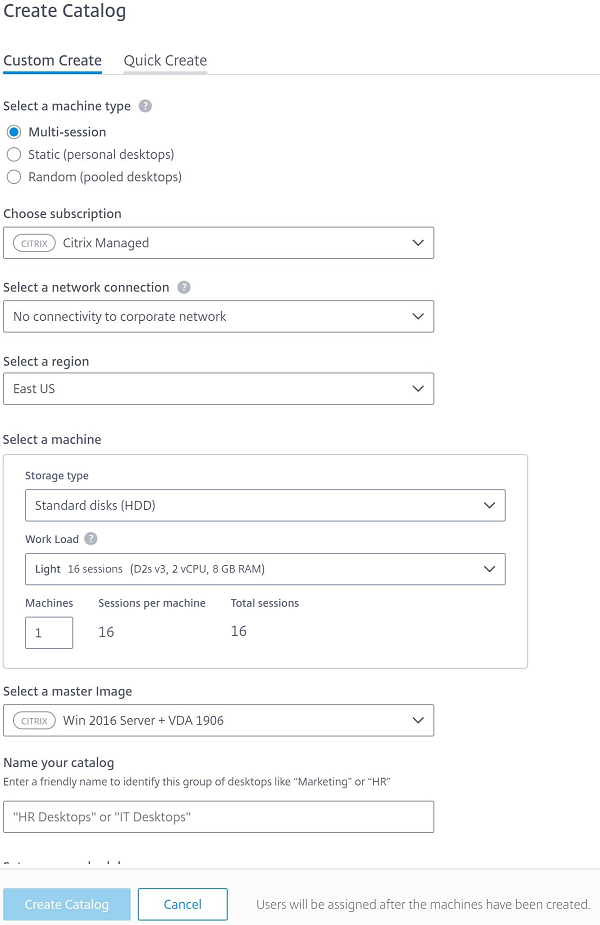 Create Catalog
Custom Create Quick Create
Select a machine type ?
Multi-session
Static (personal desktops)
Random (pooled desktops)
Choose subscription
CITRIX Citrix Managed
Select a network connection ?
No connectivity to corporate network
Select a region
East US
Select a machine
Storage type
Standard disks (HDD)
Work Load ?
Light 16 sessions (D2s v3, 2 vCPU, 8 GB RAM)
Machines Sessions per machine Total sessions
1 16 16
Select a master Image
CITRIX Win 2016 Server + VDA 1906
Name your catalog
Enter a friendly name to identify this group of desktops like “Marketing” or “HR”
"HR Desktops" or "IT Desktops"
Create Catalog Cancel Users will be assigned after the machines have been created.